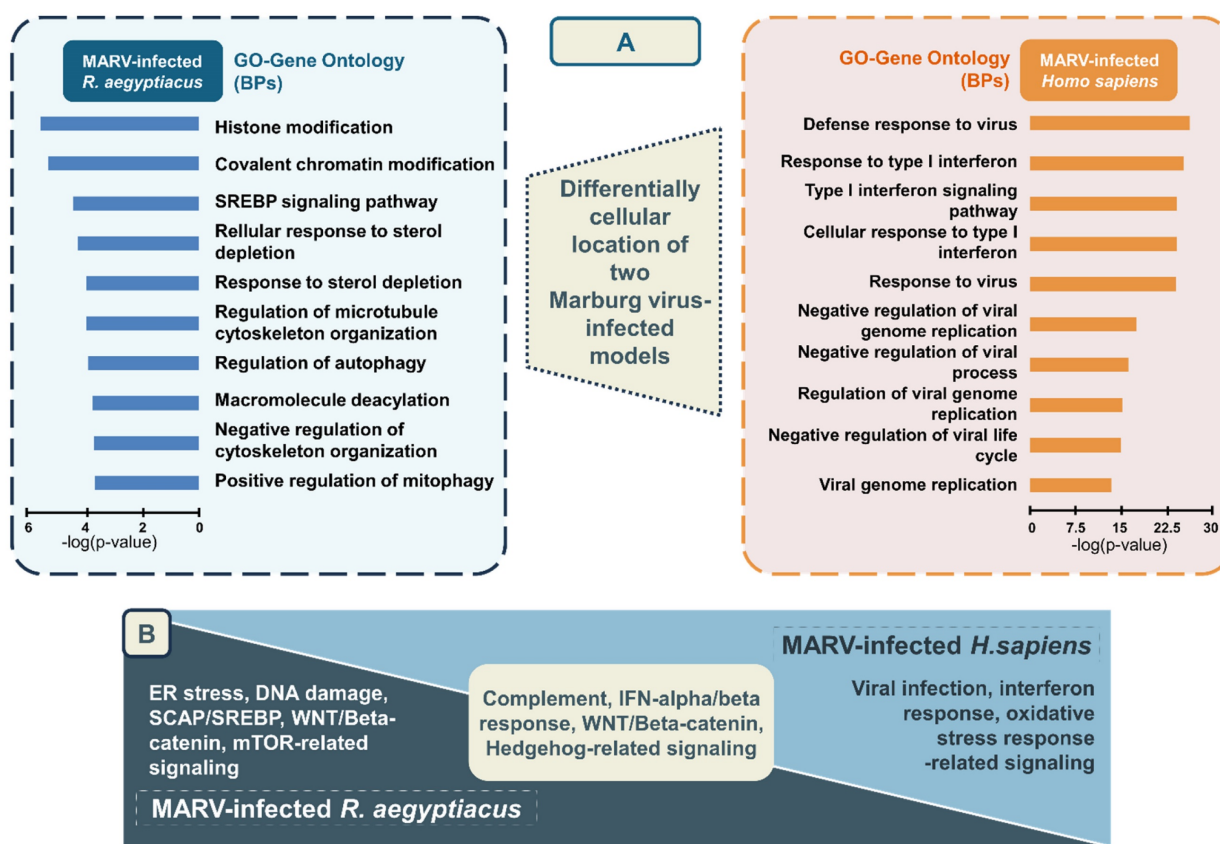 A
MARV-infected
R. aegyptiacus
GO-Gene Ontology
(BPs)
Histone modification
Covalent chromatin modification
SREBP signaling pathway
Rellular response to sterol
depletion
Response to sterol depletion
Regulation of microtubule
cytoskeleton organization
Regulation of autophagy
Macromolecule deacylation
Negative regulation of
cytoskeleton organization
Positive regulation of mitophagy
6 4 2 0
-log(p-value)
Differentially
cellular
location of
two
Marburg virus-
infected
models
GO-Gene Ontology
(BPs)
MARV-infected
Homo sapiens
Defense response to virus
Response to type I interferon
Type I interferon signaling
pathway
Cellular response to type I
interferon
Response to virus
Negative regulation of viral
genome replication
Negative regulation of viral
process
Regulation of viral genome
replication
Negative regulation of viral life
cycle
Viral genome replication
0 7.5 15 22.5 30
-log(p-value)
B
ER stress, DNA damage,
SCAP/SREBP, WNT/Beta-
catenin, mTOR-related
signaling
MARV-infected R. aegyptiacus
Complement, IFN-alpha/beta
response, WNT/Beta-catenin,
Hedgehog-related signaling
MARV-infected H.sapiens
Viral infection, interferon
response, oxidative
stress response
-related signaling